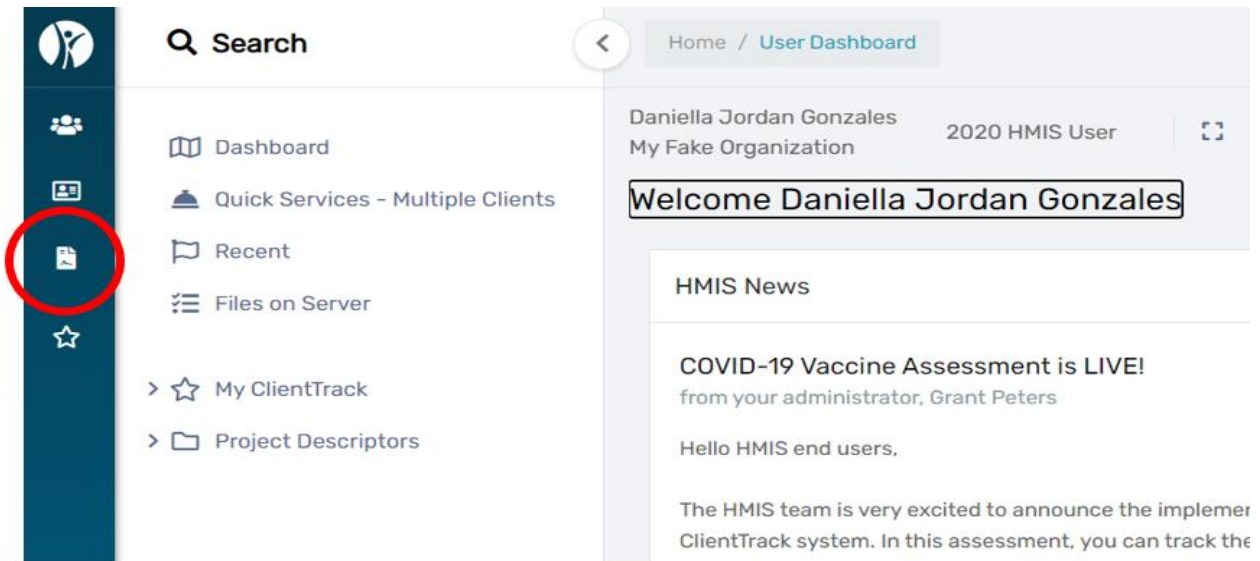 Search
Home / User Dashboard
Dashboard
Quick Services - Multiple Clients
Recent
Files on Server
My ClientTrack
Project Descriptors
Daniella Jordan Gonzales
My Fake Organization
2020 HMIS User
Welcome Daniella Jordan Gonzales
HMIS News
COVID-19 Vaccine Assessment is LIVE!
from your administrator, Grant Peters
Hello HMIS end users,
The HMIS team is very excited to announce the implemer
ClientTrack system. In this assessment, you can track the